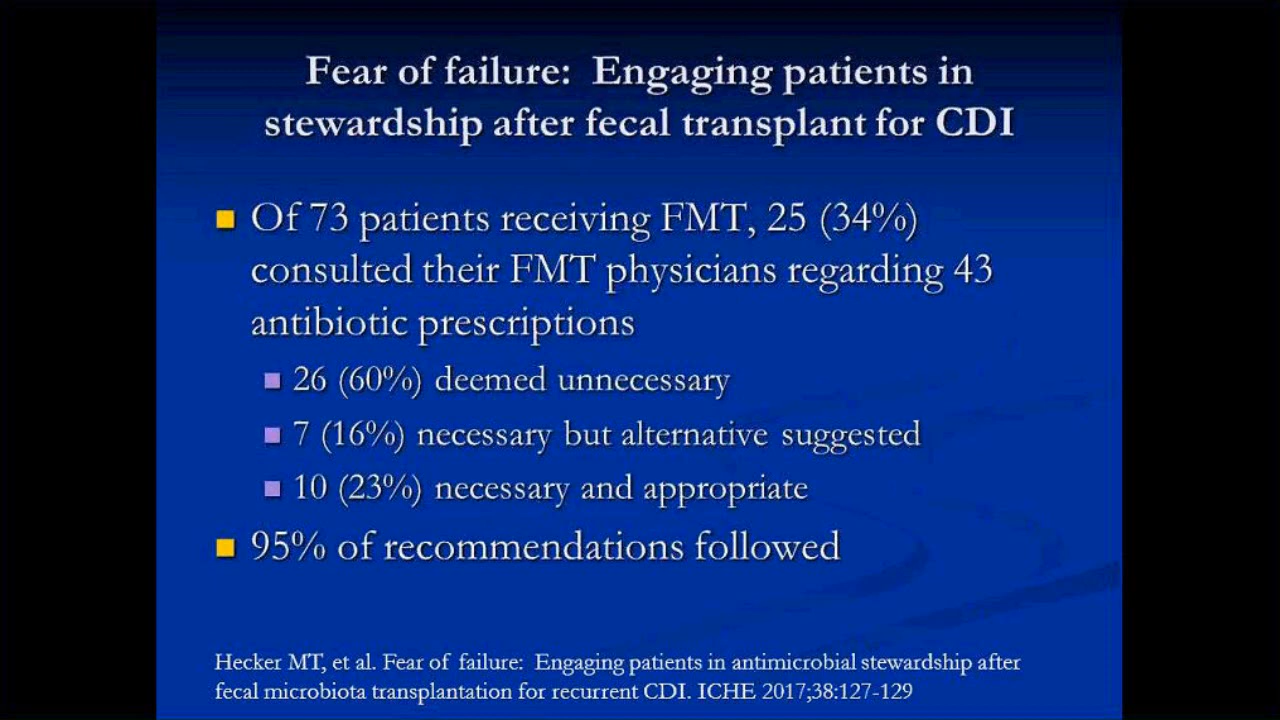 Fear of failure:  Engaging patients in
stewardship after fecal transplant for CDI
Of 73 patients receiving FMT, 25 (34%)
consulted their FMT physicians regarding 43
antibiotic prescriptions
26 (60%) deemed unnecessary
7 (16%) necessary but alternative suggested
10 (23%) necessary and appropriate
95% of recommendations followed
Hecker MT, et al. Fear of failure:  Engaging patients in antimicrobial stewardship after
fecal microbiota transplantation for recurrent CDI. ICHE 2017;38:127-129